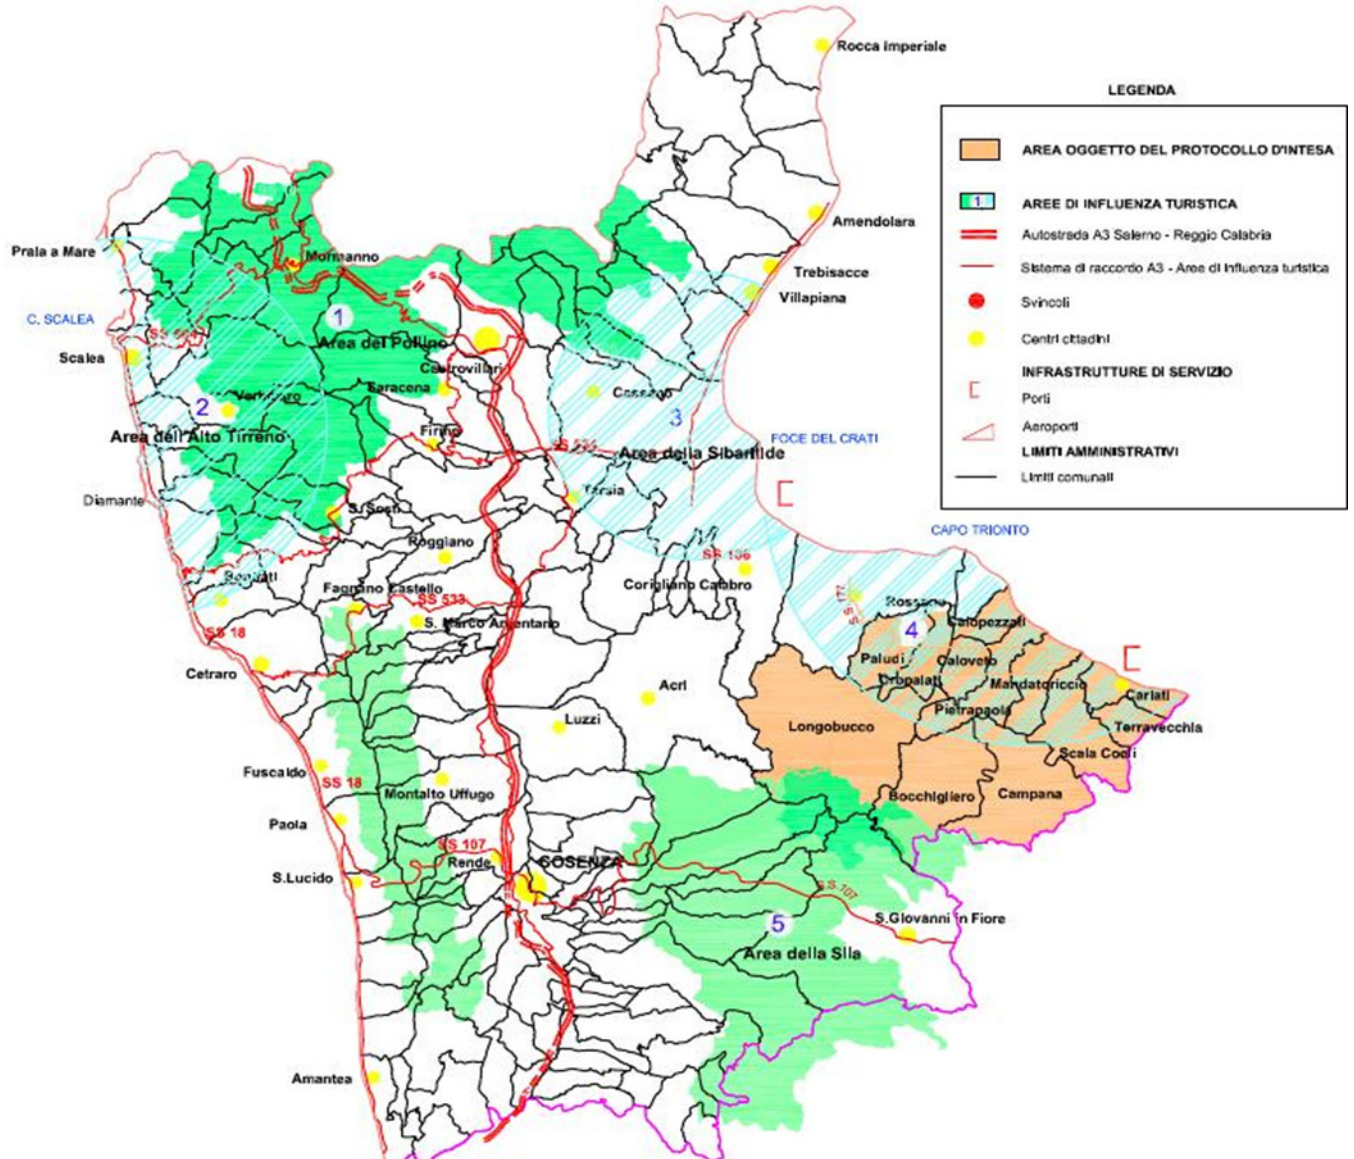 Rocca Imperiale
LEGENDA
AREA OGGETTO DEL PROTOCOLLO D'INTESA
1
AREE DI INFLUENZA TURISTICA
Autostrada A3 Salerno - Reggio Calabria
Sistema di raccordo A3 - Aree di influenza turistica
Svincoli
Centri cittadini
INFRASTRUTTURE DI SERVIZIO
Porti
Aeroporti
LIMITI AMMINISTRATIVI
Limiti comunali
Amendolara
Praia a Mare
Mormanno
Trebisacce
Villapiana
C. SCALEA
1
Area del Pollino
Scalea
Castrovillari
Saracena
Cassano
2
3
Firmo
Area dell'Alto Tirreno
FOCE DEL CRATI
SS 534
Area della Sibaritide
Diamante
Tarsia
S. Sosti
CAPO TRIONTO
Roggiano
SS 106
Bonifati
Fagnano Castello
Corigliano Calabro
SS 177
Rossano
SS 533
S. Marco Argentano
4
Calopezzati
SS 18
Paludi
Caloveto
Cetraro
Cropalati
Mandatoriccio
Cariati
Acri
Pietrapaola
Luzzi
Longobucco
Terravecchia
Scala Coeli
Fuscaldo
SS 18
Montalto Uffugo
Bocchigliero
Campana
Paola
SS 107
Rende
COSENZA
S.Lucido
SS.107
5
S.Giovanni in Fiore
Area della Sila
Amantea